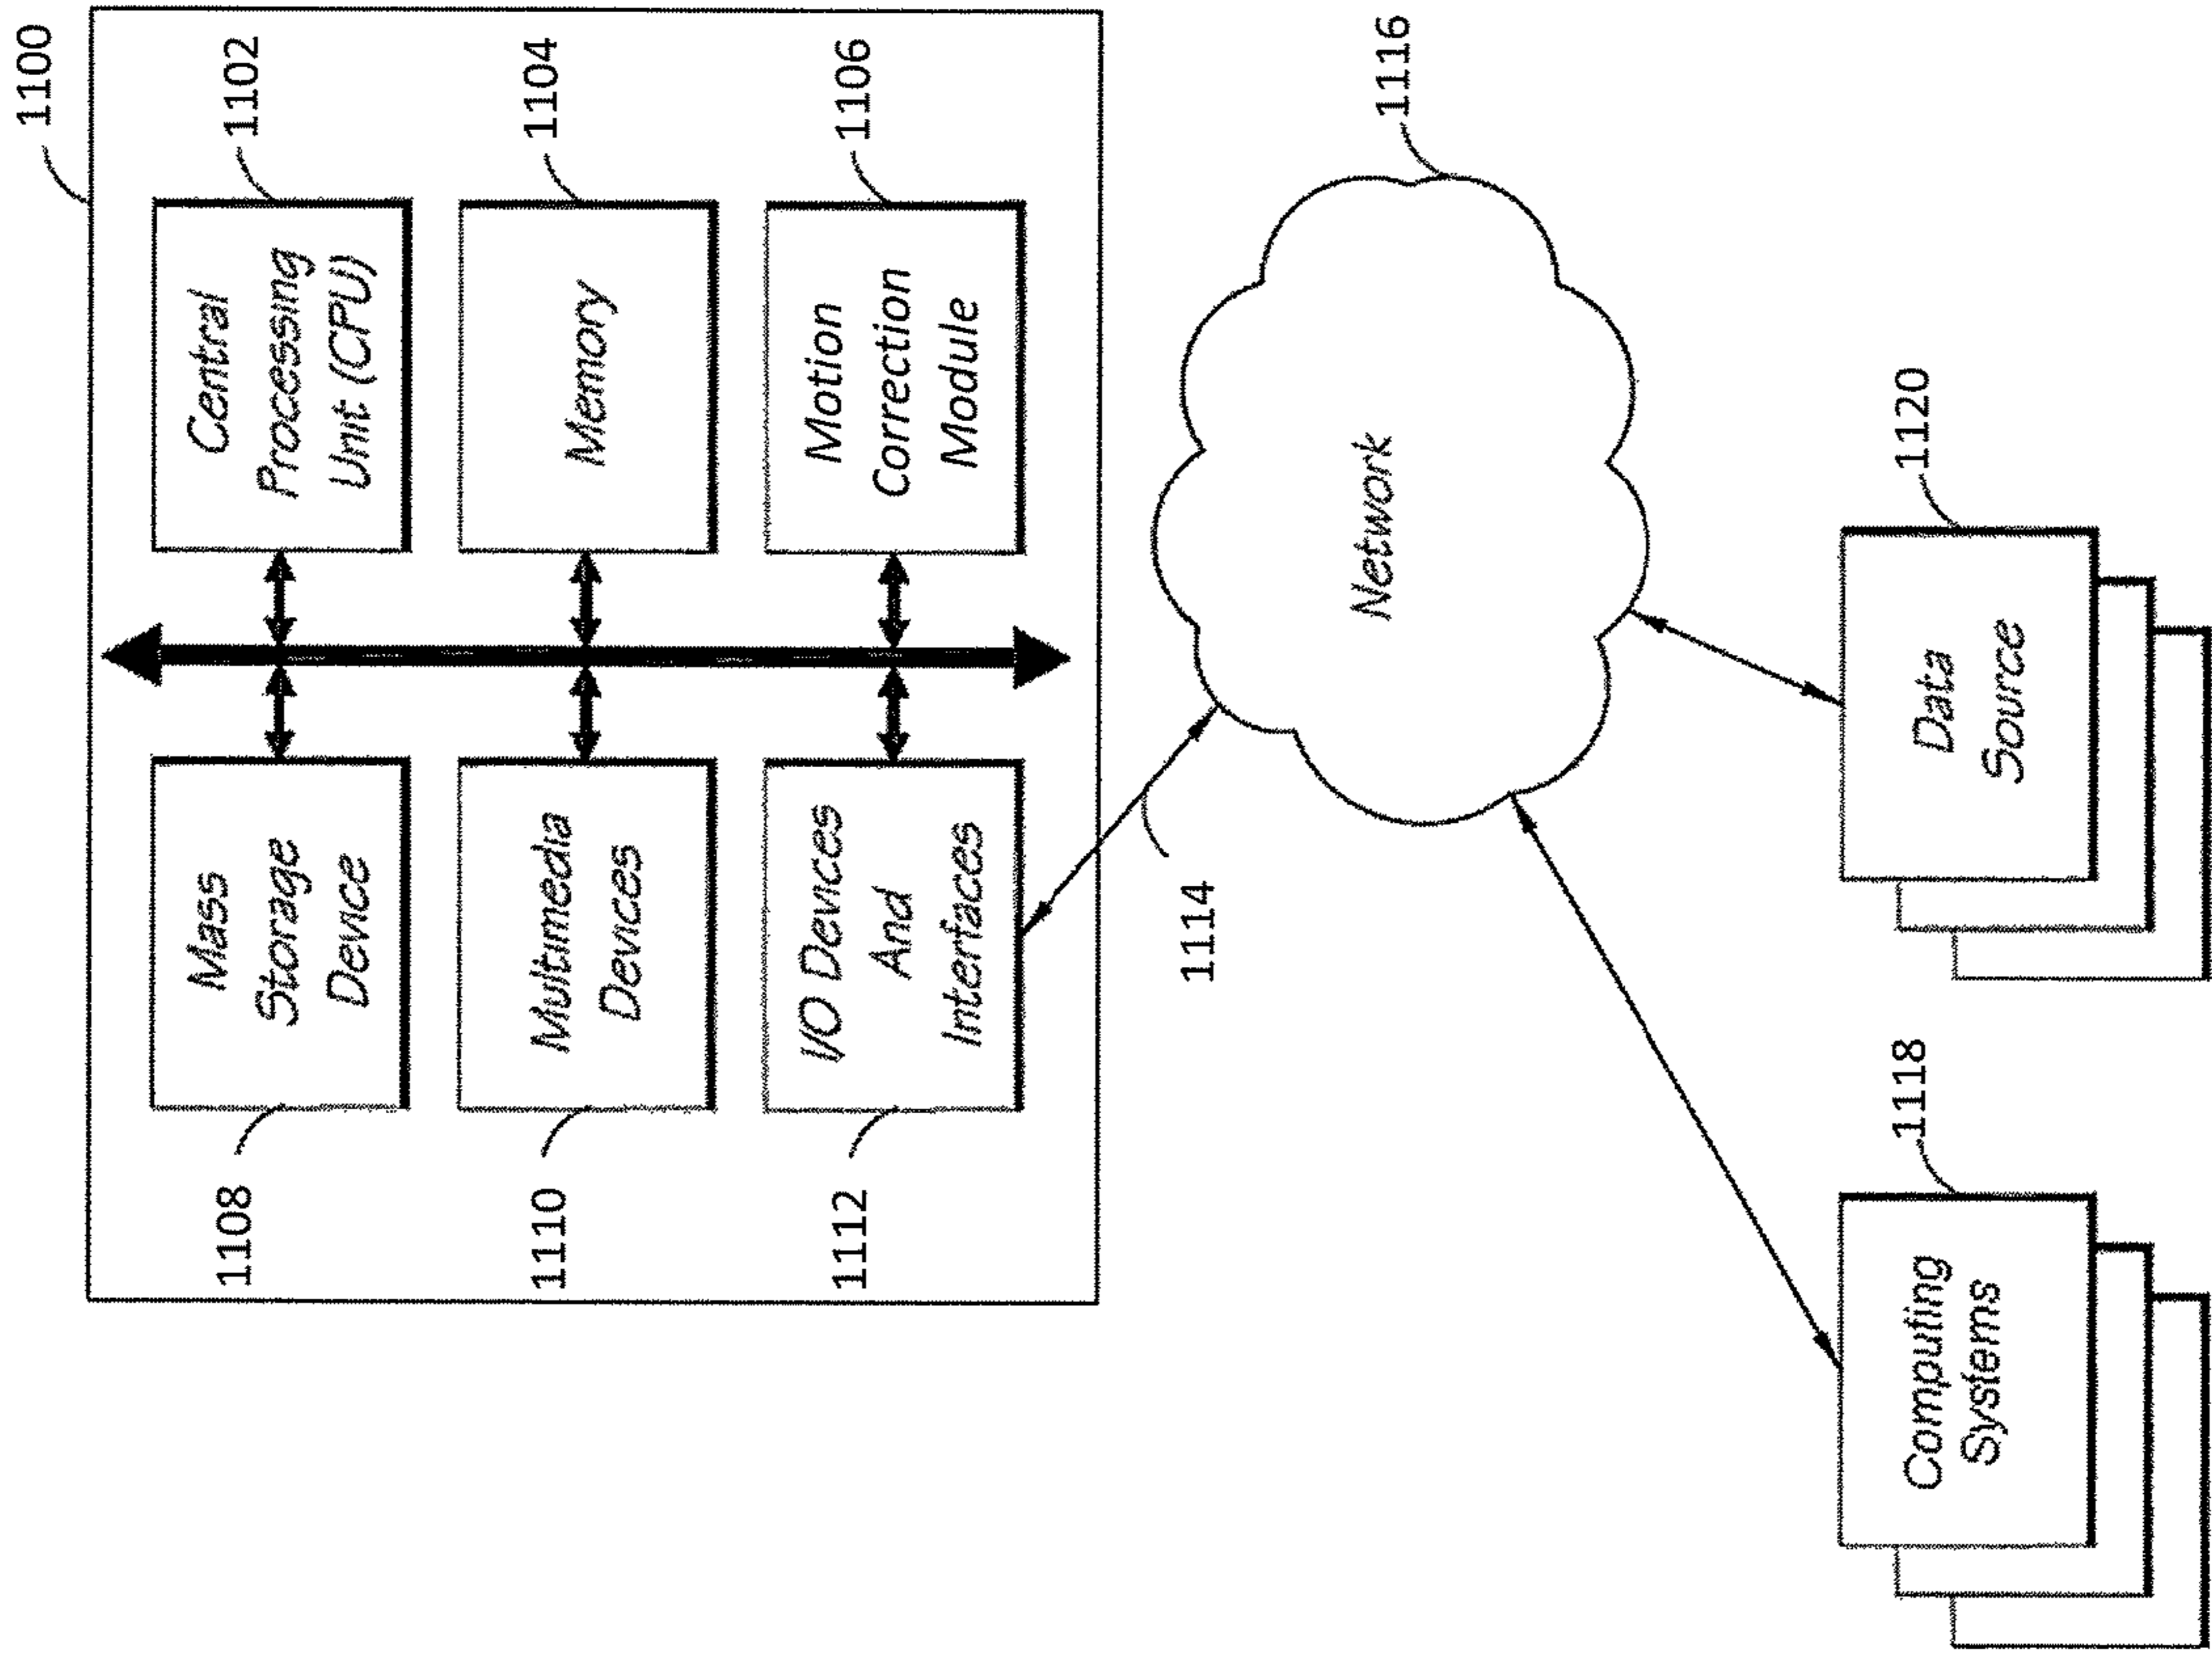 1100
1108
Mass
Storage
Device
Central
Processing
Unit (CPU)
1102
1110
Multimedia
Devices
Memory
1104
1112
I/O Devices
And
Interfaces
Motion
Correction
Module
1106
1114
Network
1116
1118
Computing
Systems
Data
Source
1120